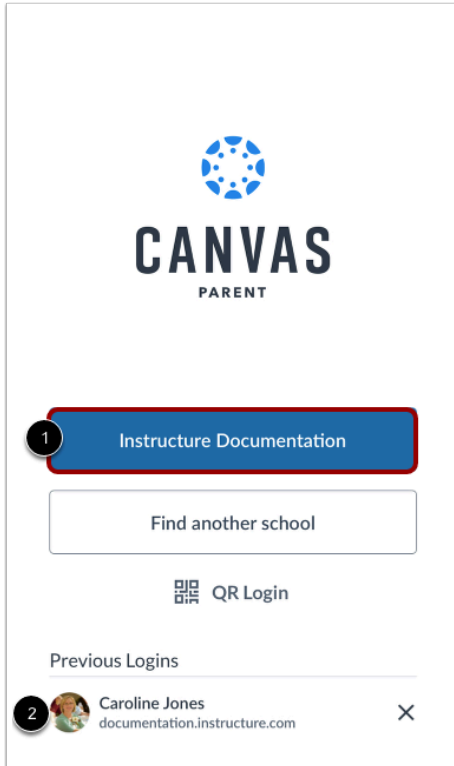 CANVAS
PARENT
1
Instructure Documentation
Find another school
QR Login
Previous Logins
2
Caroline Jones
documentation.instructure.com